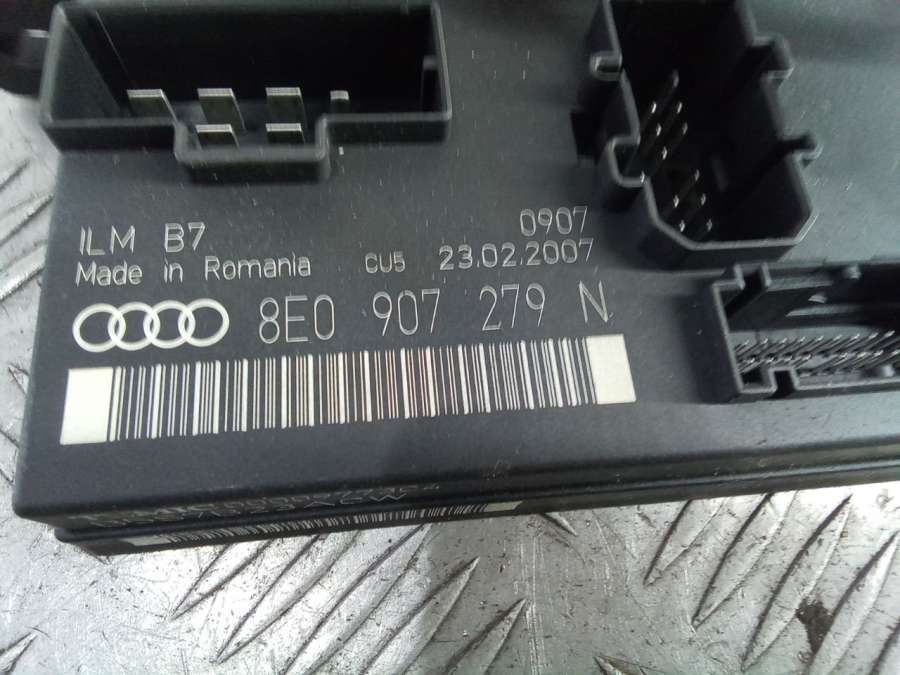 ILM B7 0907
Made in Romania CU5 23.02.2007
8E0 907 279 N